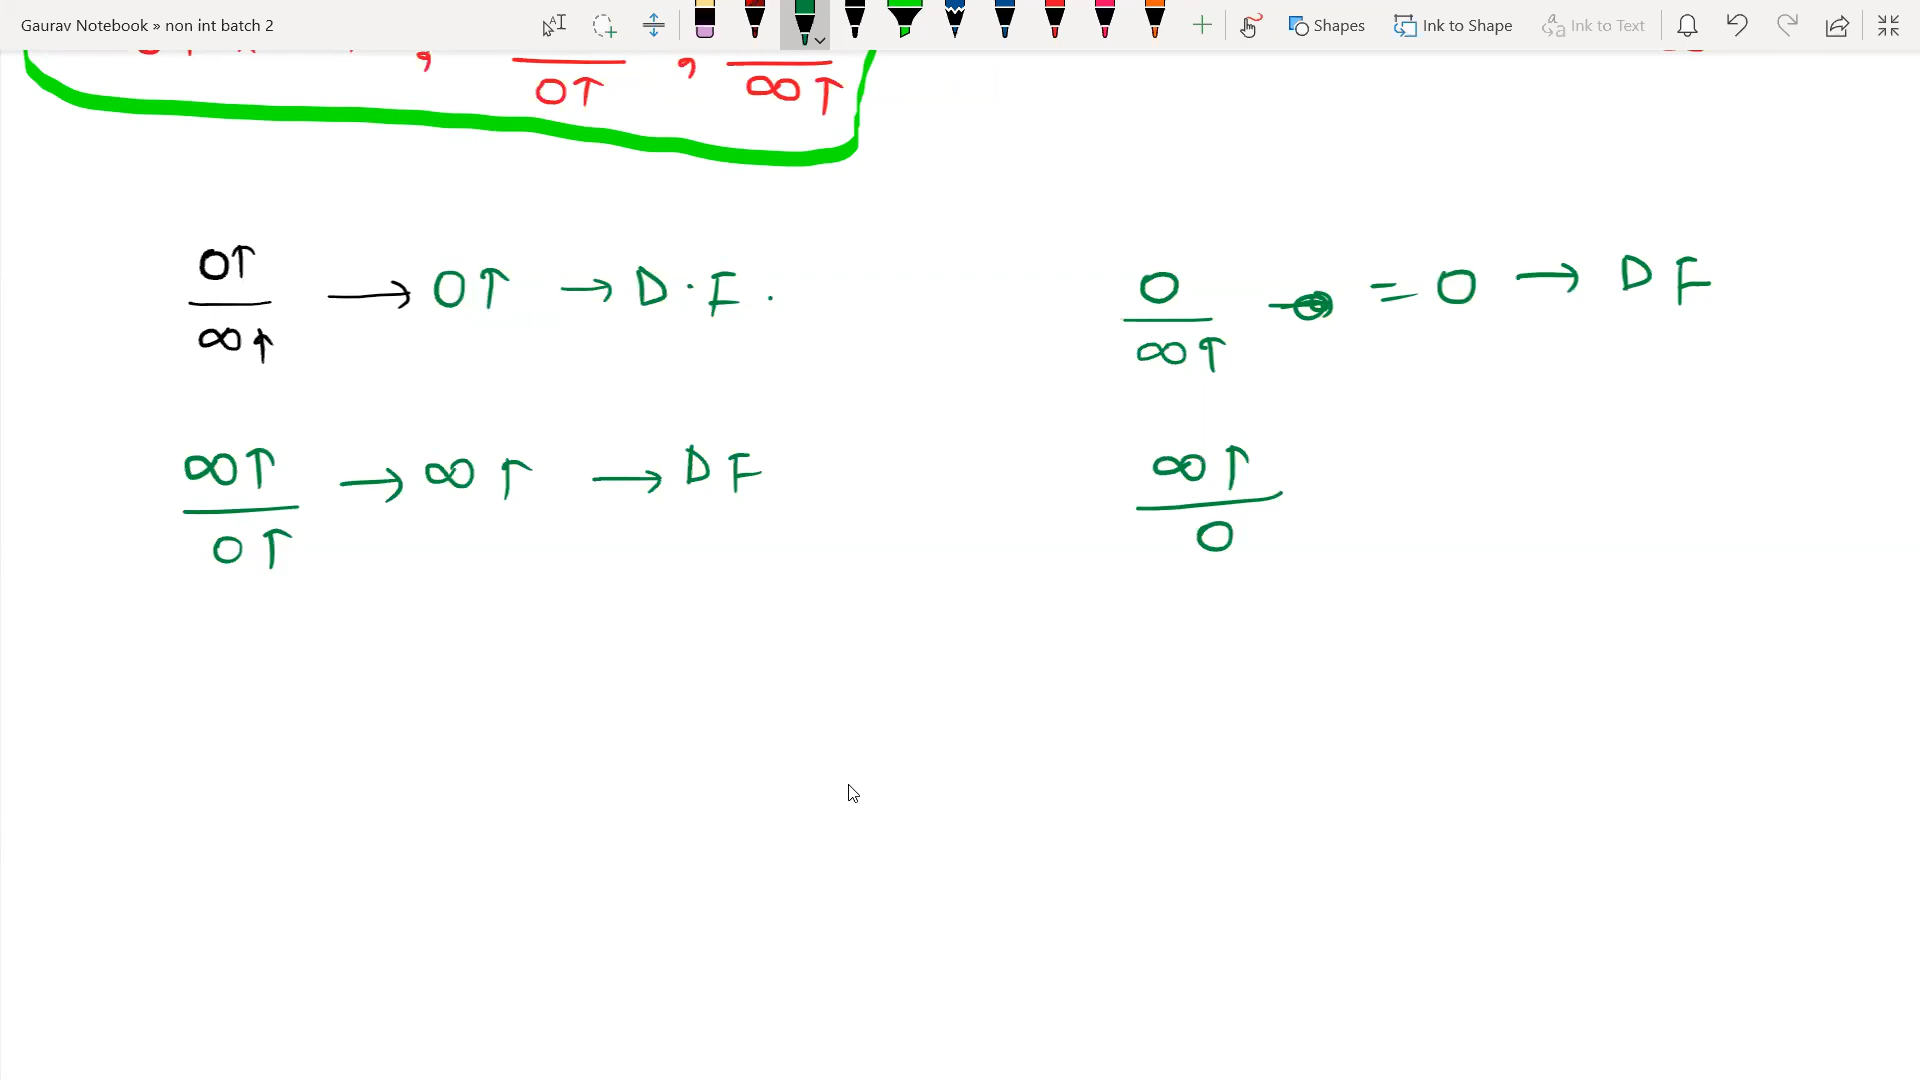 Gaurav Notebook » non int batch 2
Shapes
Ink to Shape
Ink to Text
, 0↑ , ∞↑
0↑/∞↑ → 0↑ → D.F.
0/∞↑ = 0 → DF
∞↑/0↑ → ∞↑ → DF
∞↑/0